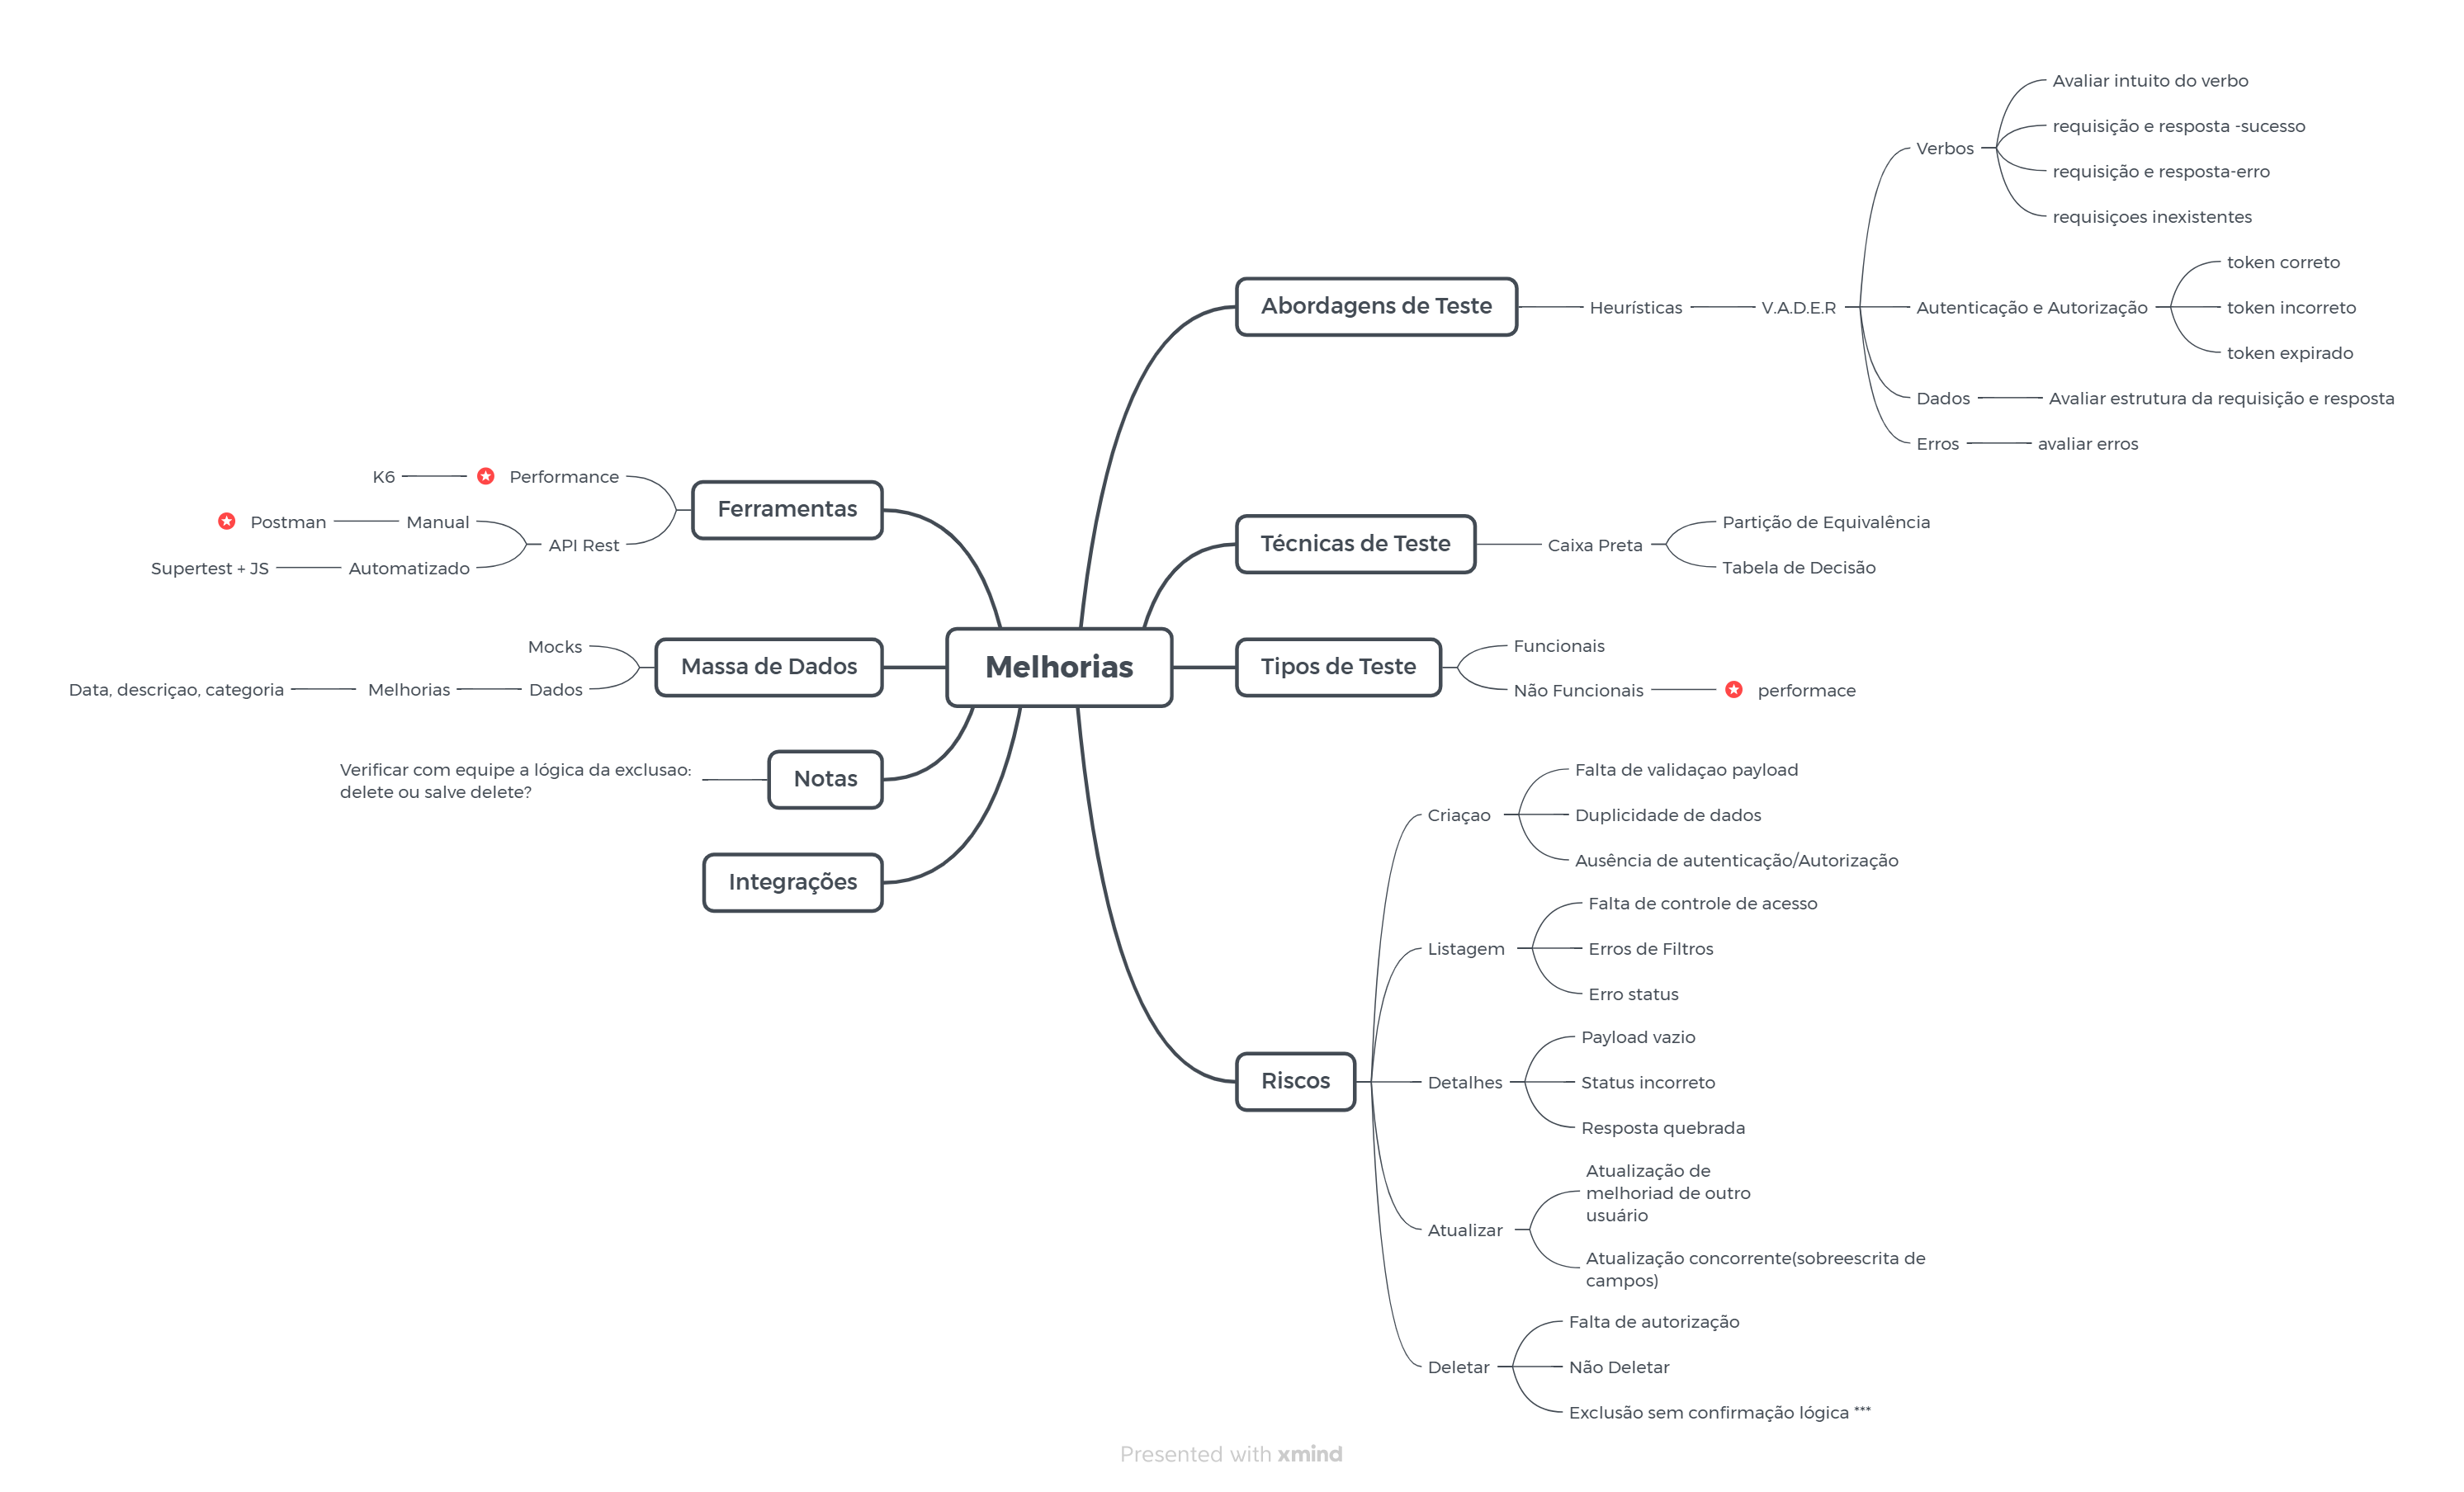 Melhorias
Abordagens de Teste
Heurísticas
V.A.D.E.R
Verbos
Avaliar intuito do verbo
requisição e resposta -sucesso
requisição e resposta-erro
requisiçoes inexistentes
Autenticação e Autorização
token correto
token incorreto
token expirado
Dados
Avaliar estrutura da requisição e resposta
Erros
avaliar erros
Técnicas de Teste
Caixa Preta
Partição de Equivalência
Tabela de Decisão
Tipos de Teste
Funcionais
Não Funcionais
performace
Riscos
Criaçao
Falta de validaçao payload
Duplicidade de dados
Ausência de autenticação/Autorização
Listagem
Falta de controle de acesso
Erros de Filtros
Erro status
Detalhes
Payload vazio
Status incorreto
Resposta quebrada
Atualizar
Atualização de
melhoriad de outro
usuário
Atualização concorrente(sobreescrita de
campos)
Deletar
Falta de autorização
Não Deletar
Exclusão sem confirmação lógica ***
Ferramentas
Performance
K6
API Rest
Manual
Postman
Automatizado
Supertest + JS
Massa de Dados
Mocks
Dados
Melhorias
Data, descriçao, categoria
Notas
Verificar com equipe a lógica da exclusao:
delete ou salve delete?
Integrações
Presented with xmind